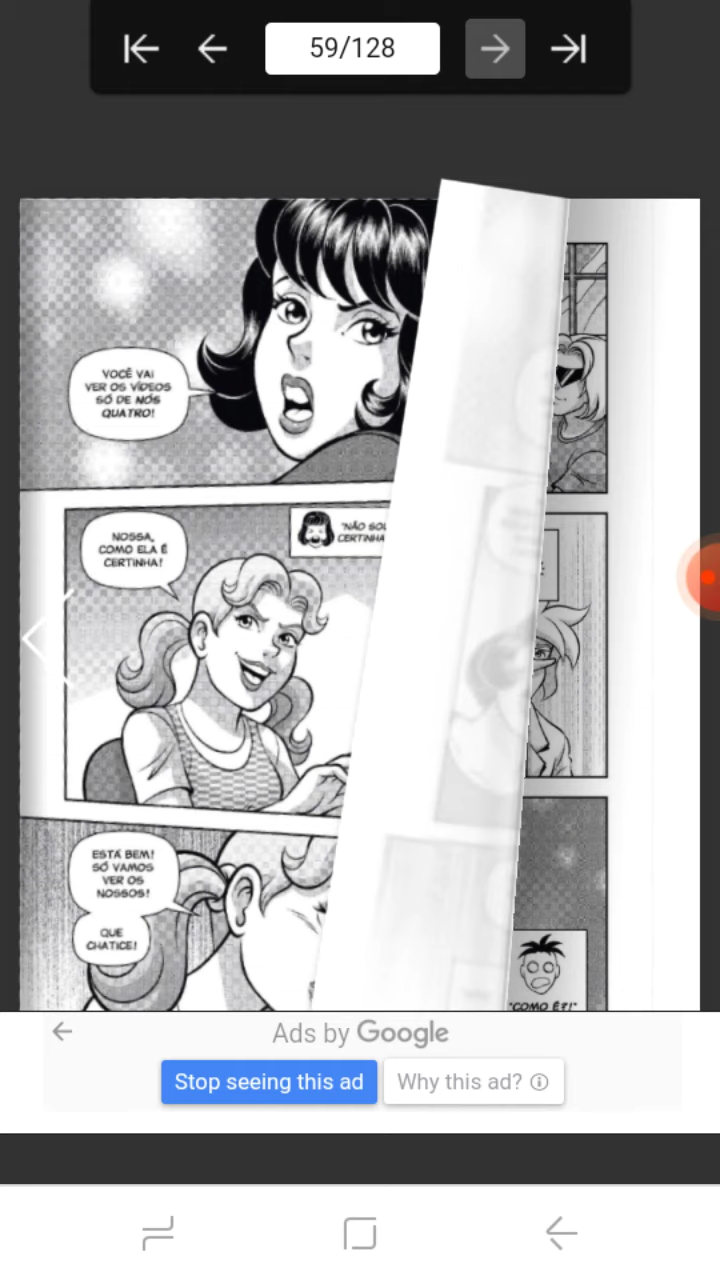 59/128
VOCÊ VAI
VER OS VÍDEOS
SÓ DE NÓS
QUATRO!
NOSSA,
COMO ELA É
CERTINHA!
"NÃO
CERTINHA
ESTÁ BEM!
SÓ VAMOS
VER OS
NOSSOS!
QUE
CHATICE!
"COMO É?!"
Ads by Google
Stop seeing this ad
Why this ad?